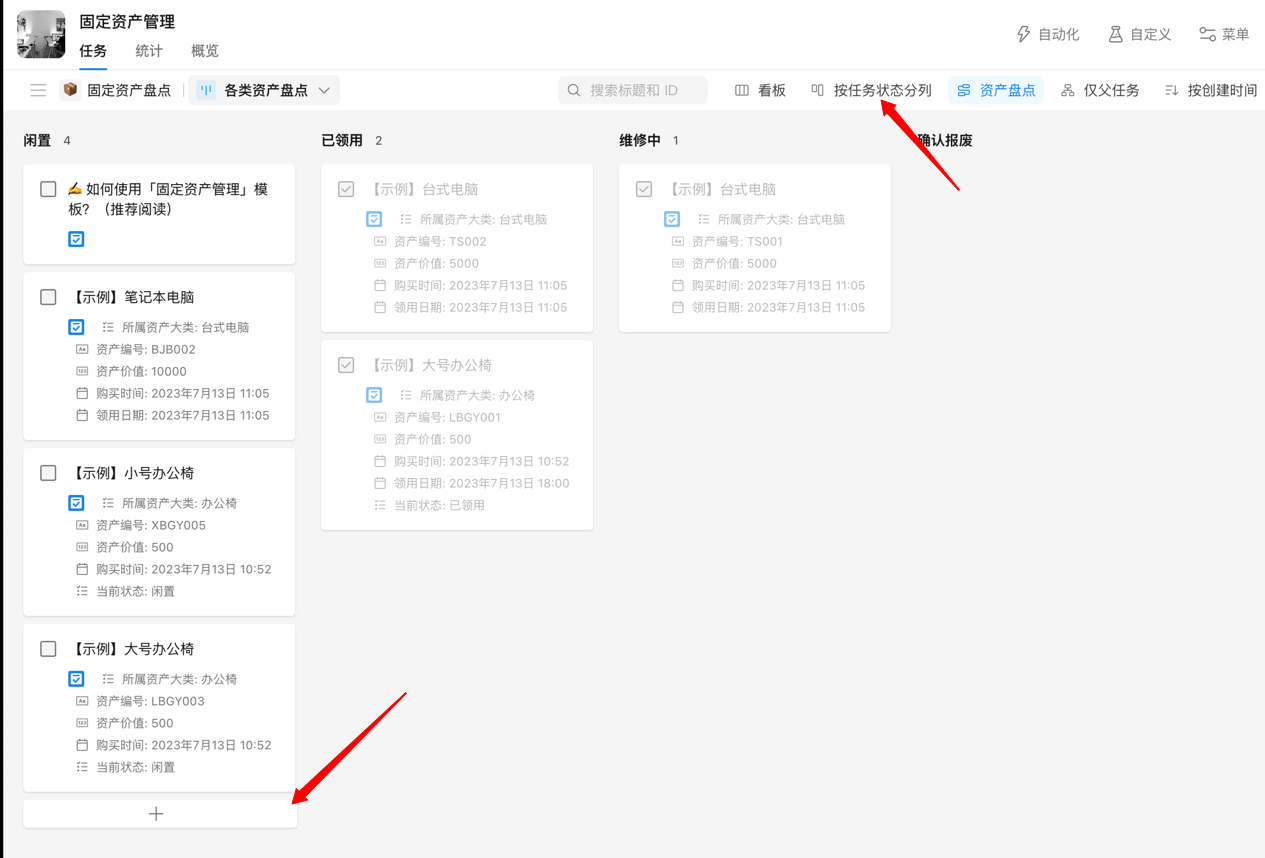 固定资产管理
任务 统计 概览
自动化 自定义 菜单
固定资产盘点 各类资产盘点 搜索标题和 ID 看板 按任务状态分列 资产盘点 仅父任务 按创建时间
闲置 4
✍️ 如何使用「固定资产管理」模
板？（推荐阅读）
【示例】笔记本电脑
所属资产大类: 台式电脑
资产编号: BJB002
资产价值: 10000
购买时间: 2023年7月13日 11:05
领用日期: 2023年7月13日 11:05
【示例】小号办公椅
所属资产大类: 办公椅
资产编号: XBGY005
资产价值: 500
购买时间: 2023年7月13日 10:52
当前状态: 闲置
【示例】大号办公椅
所属资产大类: 办公椅
资产编号: LBGY003
资产价值: 500
购买时间: 2023年7月13日 10:52
当前状态: 闲置
已领用 2
【示例】台式电脑
所属资产大类: 台式电脑
资产编号: TS002
资产价值: 5000
购买时间: 2023年7月13日 11:05
领用日期: 2023年7月13日 11:05
【示例】大号办公椅
所属资产大类: 办公椅
资产编号: LBGY001
资产价值: 500
购买时间: 2023年7月13日 10:52
领用日期: 2023年7月13日 18:00
当前状态: 已领用
维修中 1
【示例】台式电脑
所属资产大类: 台式电脑
资产编号: TS001
资产价值: 5000
购买时间: 2023年7月13日 11:05
领用日期: 2023年7月13日 11:05
确认报废